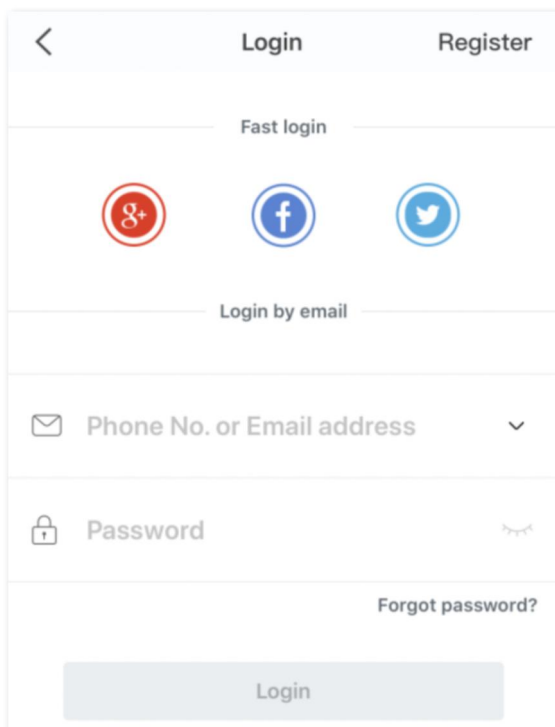 Login Register
Fast login
g+ f
Login by email
Phone No. or Email address
Password
Forgot password?
Login